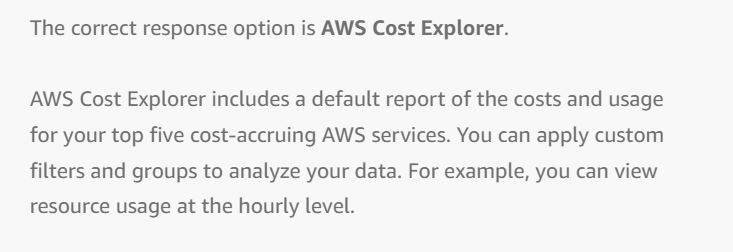 The correct response option is AWS Cost Explorer.
AWS Cost Explorer includes a default report of the costs and usage
for your top five cost-accruing AWS services. You can apply custom
filters and groups to analyze your data. For example, you can view
resource usage at the hourly level.